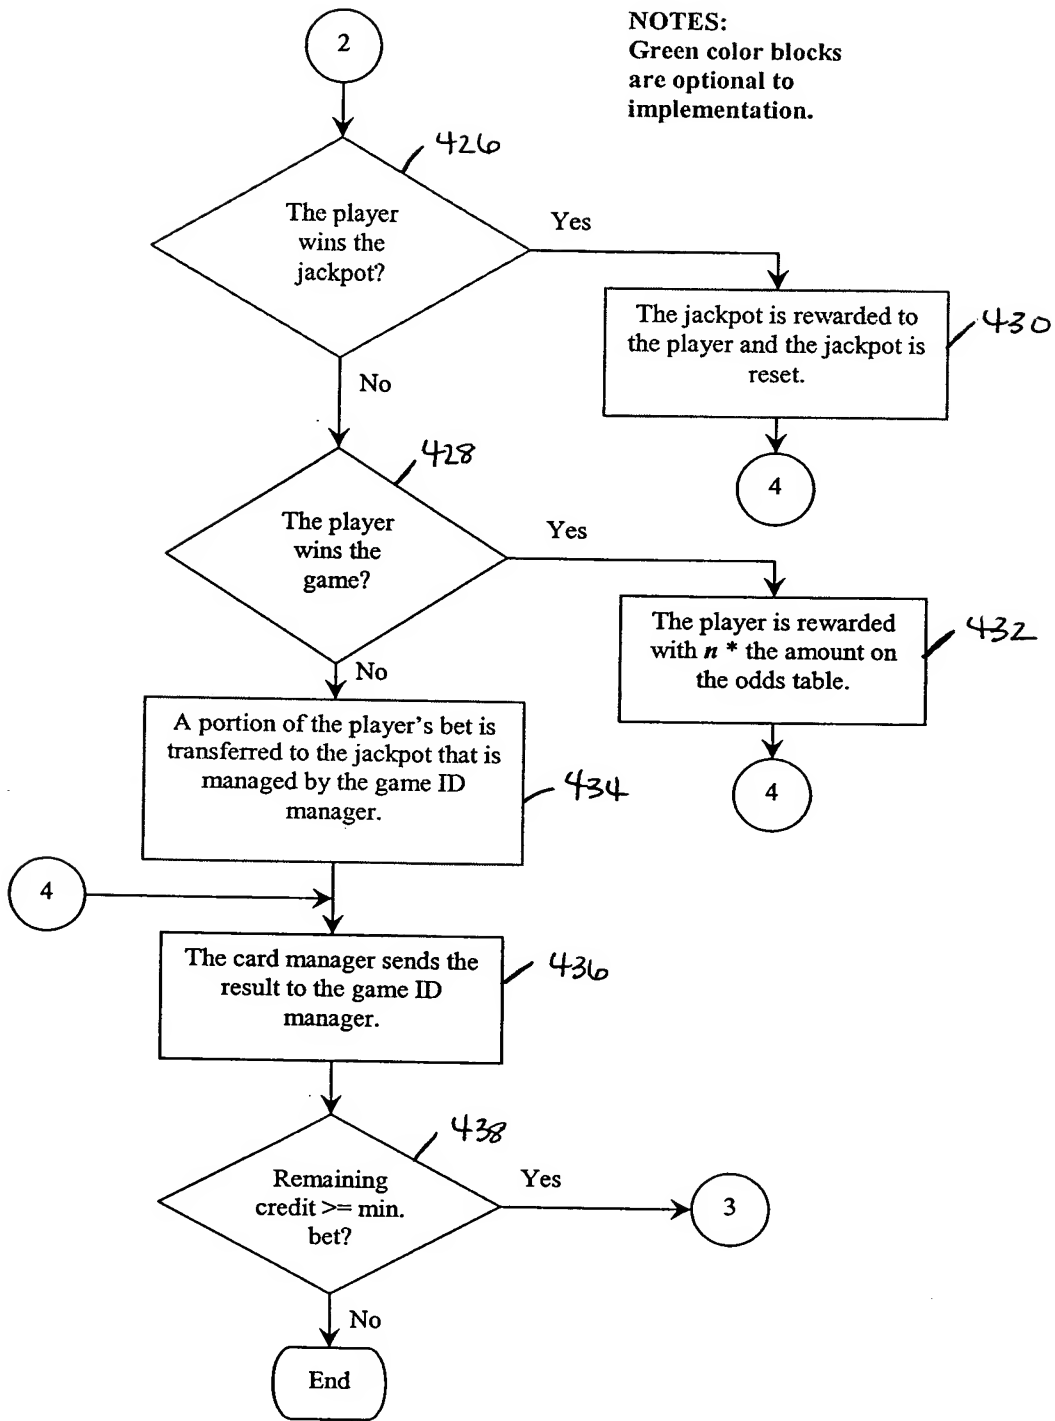 2
NOTES:
Green color blocks
are optional to
implementation.
426
The player
wins the
jackpot?
Yes
The jackpot is rewarded to
the player and the jackpot is
reset.
430
No
4
428
The player
wins the
game?
Yes
The player is rewarded
with n * the amount on
the odds table.
432
No
A portion of the player's bet is
transferred to the jackpot that is
managed by the game ID
manager.
434
4
4
The card manager sends the
result to the game ID
manager.
436
438
Remaining
credit >= min.
bet?
Yes
3
No
End